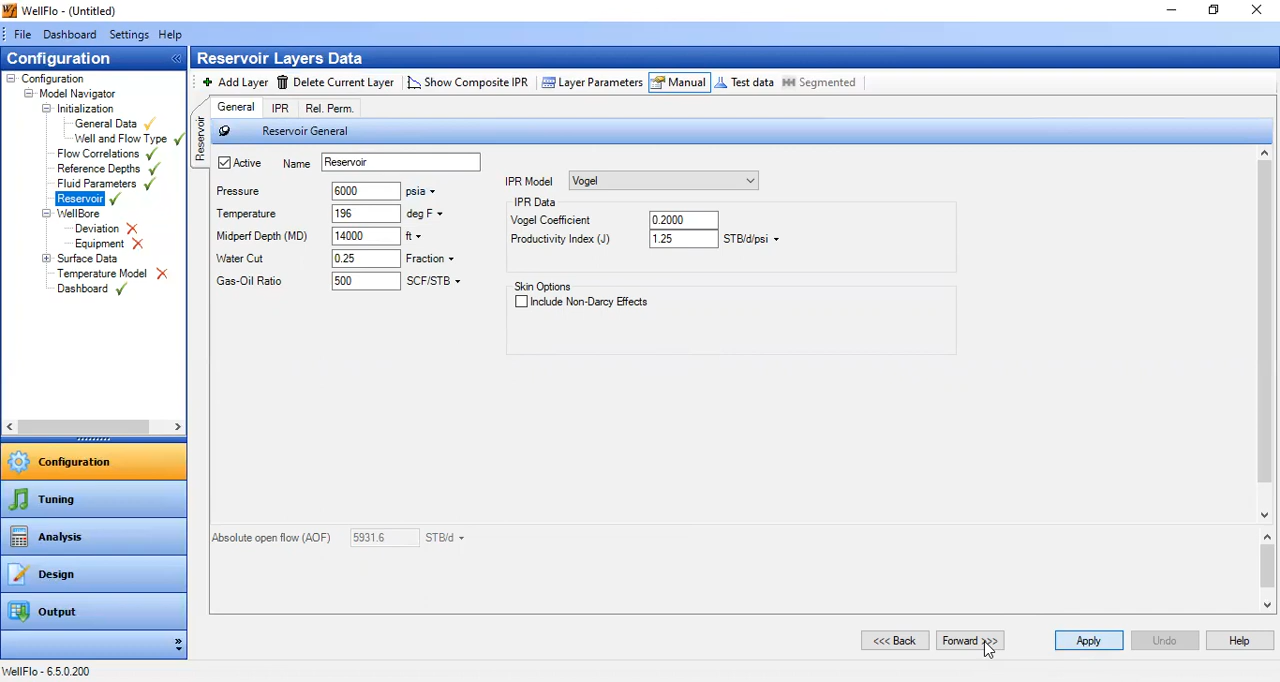 WellFlo - (Untitled)
File Dashboard Settings Help
Configuration «
Reservoir Layers Data
Configuration
Model Navigator
Initialization
General Data
Well and Flow Type
Flow Correlations
Reference Depths
Fluid Parameters
Reservoir
WellBore
Deviation
Equipment
Surface Data
Temperature Model
Dashboard
Configuration
Tuning
Analysis
Design
Output
»
Add Layer Delete Current Layer Show Composite IPR Layer Parameters Manual Test data Segmented
Reservoir
General IPR Rel. Perm.
Reservoir General
Active Name Reservoir
Pressure 6000 psia
Temperature 196 deg F
Midperf Depth (MD) 14000 ft
Water Cut 0.25 Fraction
Gas-Oil Ratio 500 SCF/STB
IPR Model Vogel
IPR Data
Vogel Coefficient 0.2000
Productivity Index (J) 1.25 STB/d/psi
Skin Options
Include Non-Darcy Effects
Absolute open flow (AOF) 5931.6 STB/d
<<< Back Forward >>> Apply Undo Help
WellFlo - 6.5.0.200